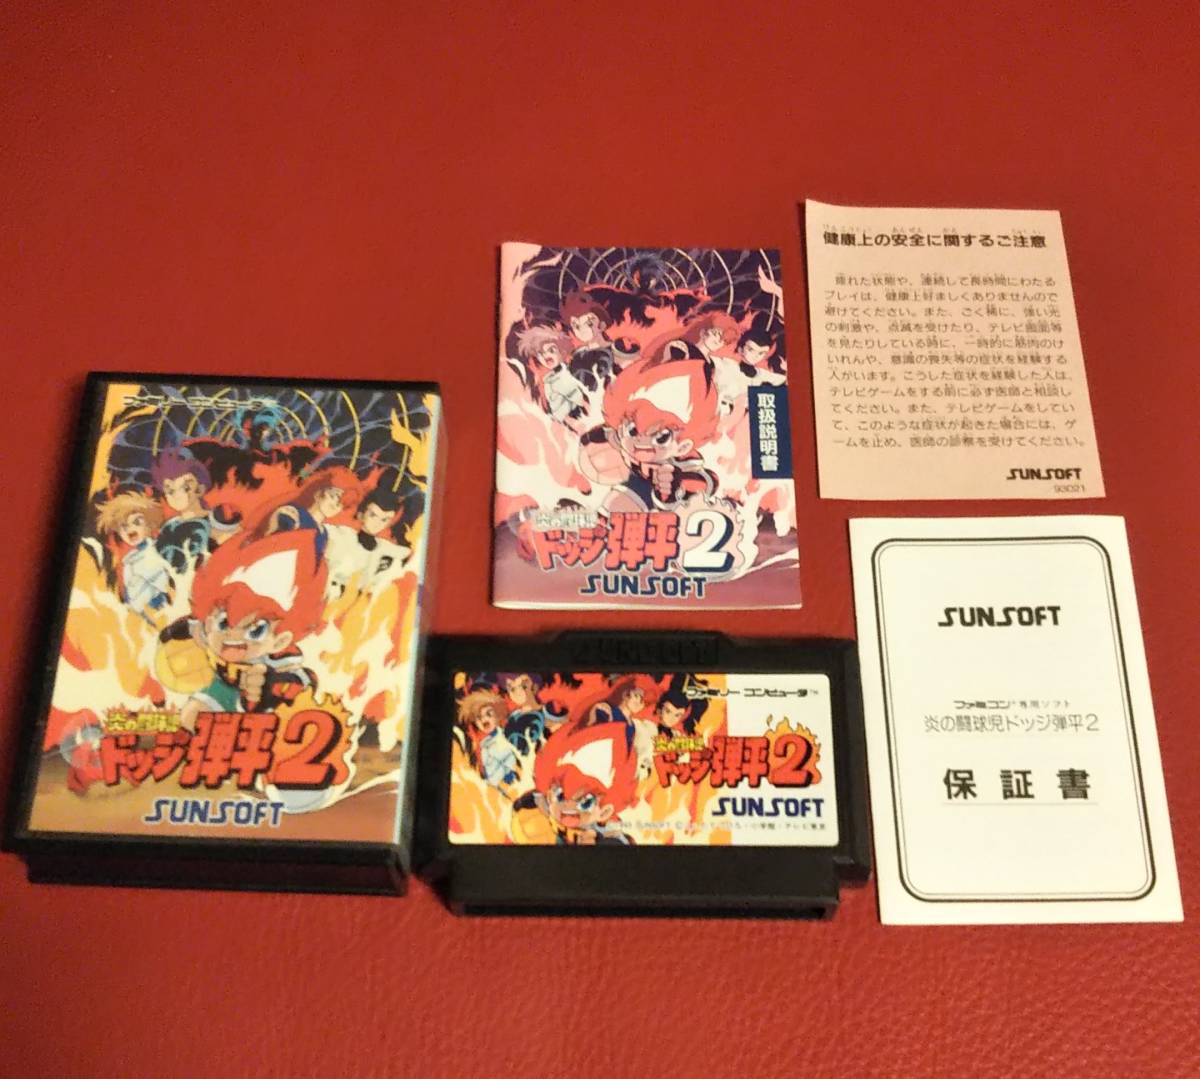 ファミリー コンピュータ
炎の闘球児
ドッジ弾平2
SUNSOFT
取扱説明書
炎の闘球児
ドッジ弾平2
SUNSOFT
健康上の安全に関するご注意
疲れた状態や、連続して長時間にわたる
プレイは、健康上好ましくありませんので
避けてください。また、ごく稀に、強い光
の刺激や、点滅を受けたり、テレビ画面等
を見たりしている時に、一時的に筋肉のけ
いれんや、意識の喪失等の症状を経験する
人がいます。こうした症状を経験した人は、
テレビゲームをする前に必ず医師と相談し
てください。また、テレビゲームをしてい
て、このような症状が起きた場合には、ゲ
ームを止め、医師の診察を受けてください。
SUNSOFT
93021
SUNSOFT
ファミリー コンピュータ™
炎の闘球児
ドッジ弾平2
SUNSOFT
SUNSOFT
小学館・テレビ東京
SUNSOFT
ファミコン®専用ソフト
炎の闘球児ドッジ弾平2
保証書